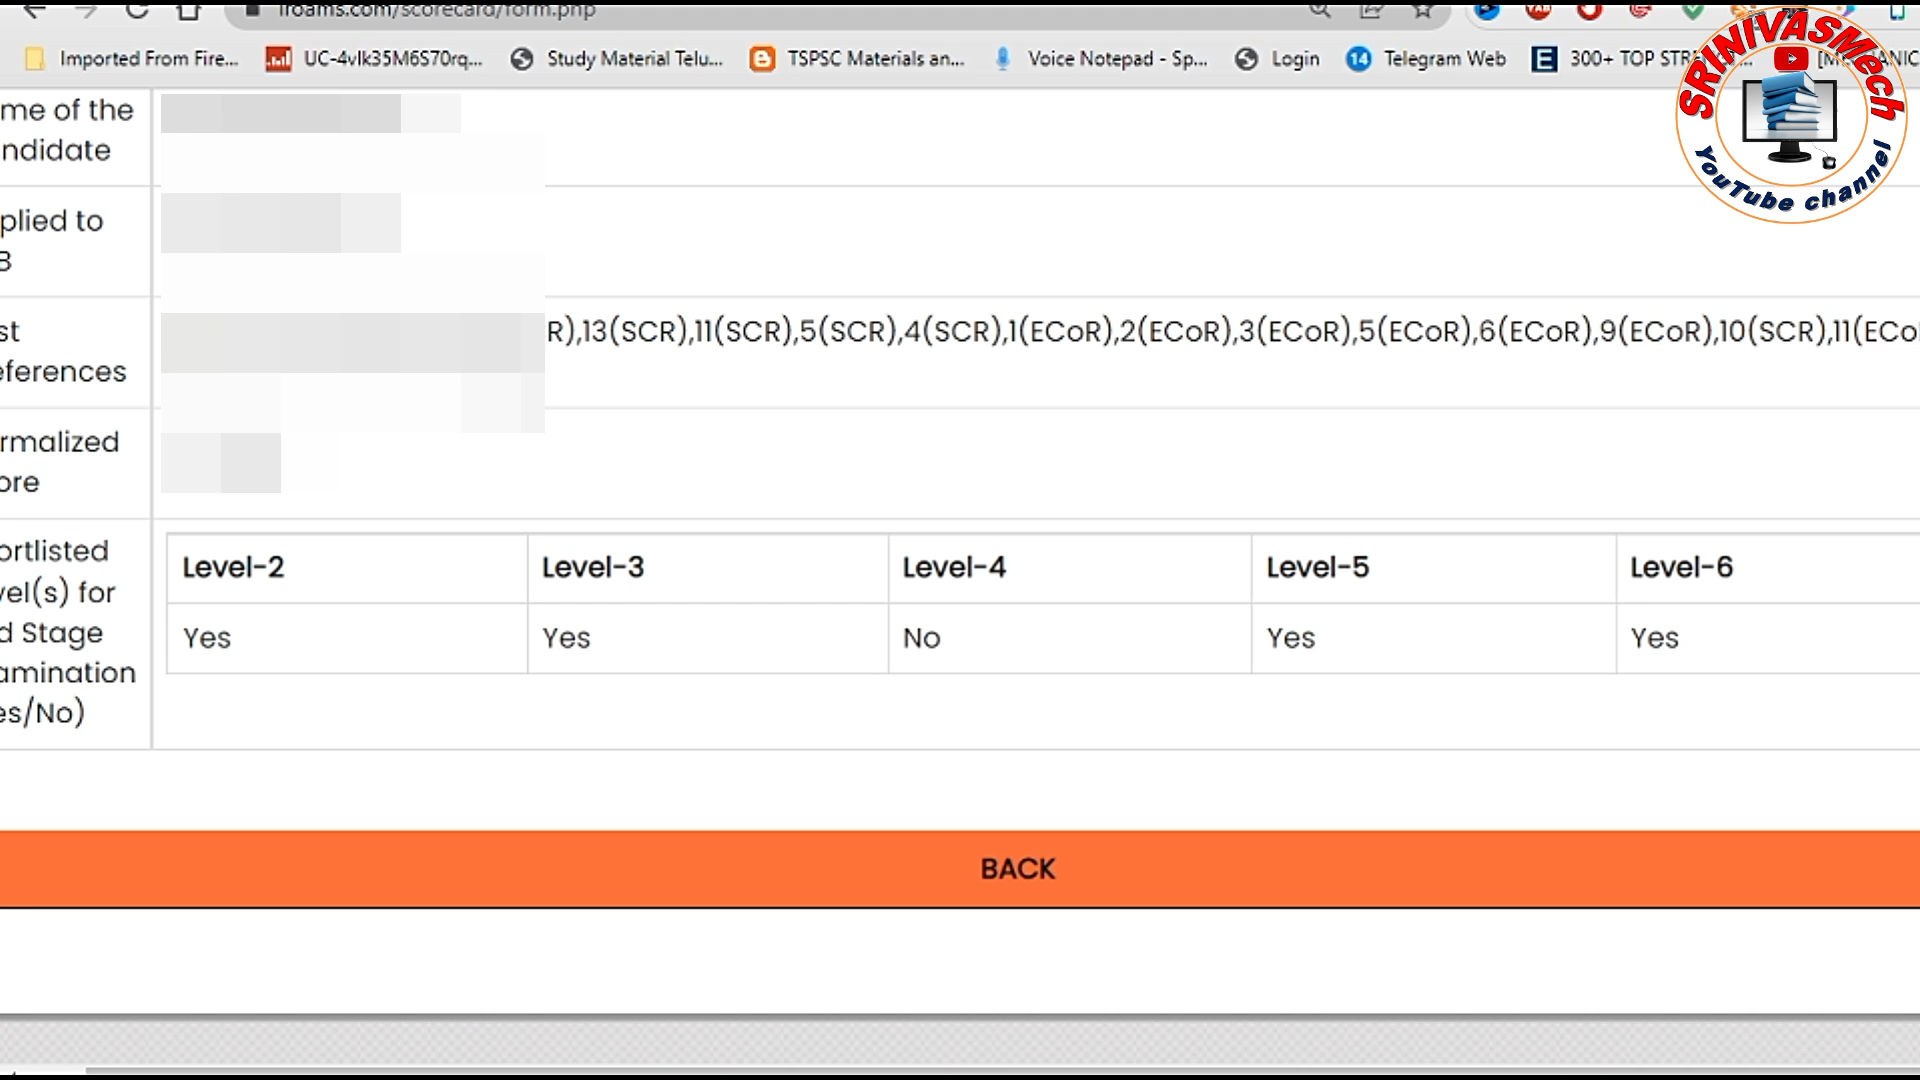 iroams.com/scorecard/form.php
Imported From Fire... UC-4vIk35M6S70rq... Study Material Telu... TSPSC Materials an... Voice Notepad - Sp... Login 14 Telegram Web E 300+ TOP STR
SRINIVASMech
YouTube channel
me of the
ndidate
plied to
B
st
eferences
R),13(SCR),11(SCR),5(SCR),4(SCR),1(ECoR),2(ECoR),3(ECoR),5(ECoR),6(ECoR),9(ECoR),10(SCR),11(ECo
rmalized
ore
ortlisted
vel(s) for
d Stage
amination
es/No)
Level-2 Level-3 Level-4 Level-5 Level-6
Yes Yes No Yes Yes
BACK